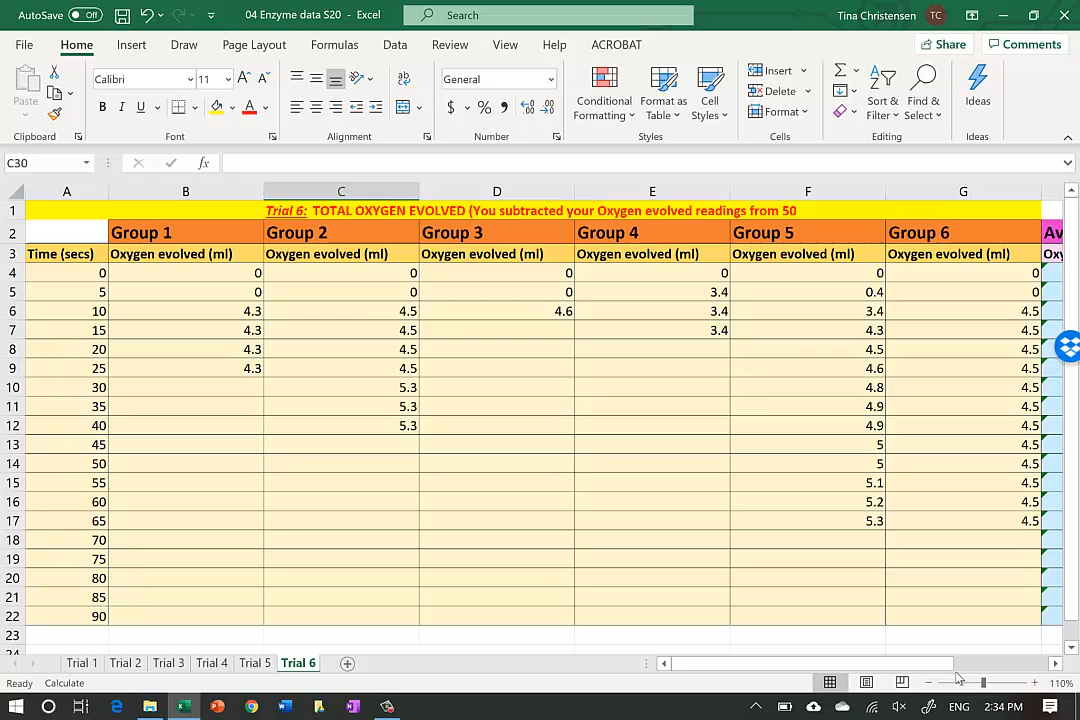 AutoSave Off 04 Enzyme data S20 - Excel Search Tina Christensen TC
File Home Insert Draw Page Layout Formulas Data Review View Help ACROBAT Share Comments
Calibri 11 A^ A˅ ab General Insert Σ
Paste B I U A $ % 9 Conditional Formatting Format as Table Cell Styles Delete Format Sort & Filter Find & Select Ideas
Clipboard Font Alignment Number Styles Cells Editing Ideas
C30 fx
A B C D E F G
1 Trial 6: TOTAL OXYGEN EVOLVED (You subtracted your Oxygen evolved readings from 50
2 Group 1 Group 2 Group 3 Group 4 Group 5 Group 6 Av
3 Time (secs) Oxygen evolved (ml) Oxygen evolved (ml) Oxygen evolved (ml) Oxygen evolved (ml) Oxygen evolved (ml) Oxygen evolved (ml) Oxy
4 0 0 0 0 0 0 0
5 5 0 0 0 3.4 0.4 0
6 10 4.3 4.5 4.6 3.4 3.4 4.5
7 15 4.3 4.5 3.4 4.3 4.5
8 20 4.3 4.5 4.5 4.5
9 25 4.3 4.5 4.6 4.5
10 30 5.3 4.8 4.5
11 35 5.3 4.9 4.5
12 40 5.3 4.9 4.5
13 45 5 4.5
14 50 5 4.5
15 55 5.1 4.5
16 60 5.2 4.5
17 65 5.3 4.5
18 70
19 75
20 80
21 85
22 90
23
24
Trial 1 Trial 2 Trial 3 Trial 4 Trial 5 Trial 6
Ready Calculate 110%
ENG 2:34 PM